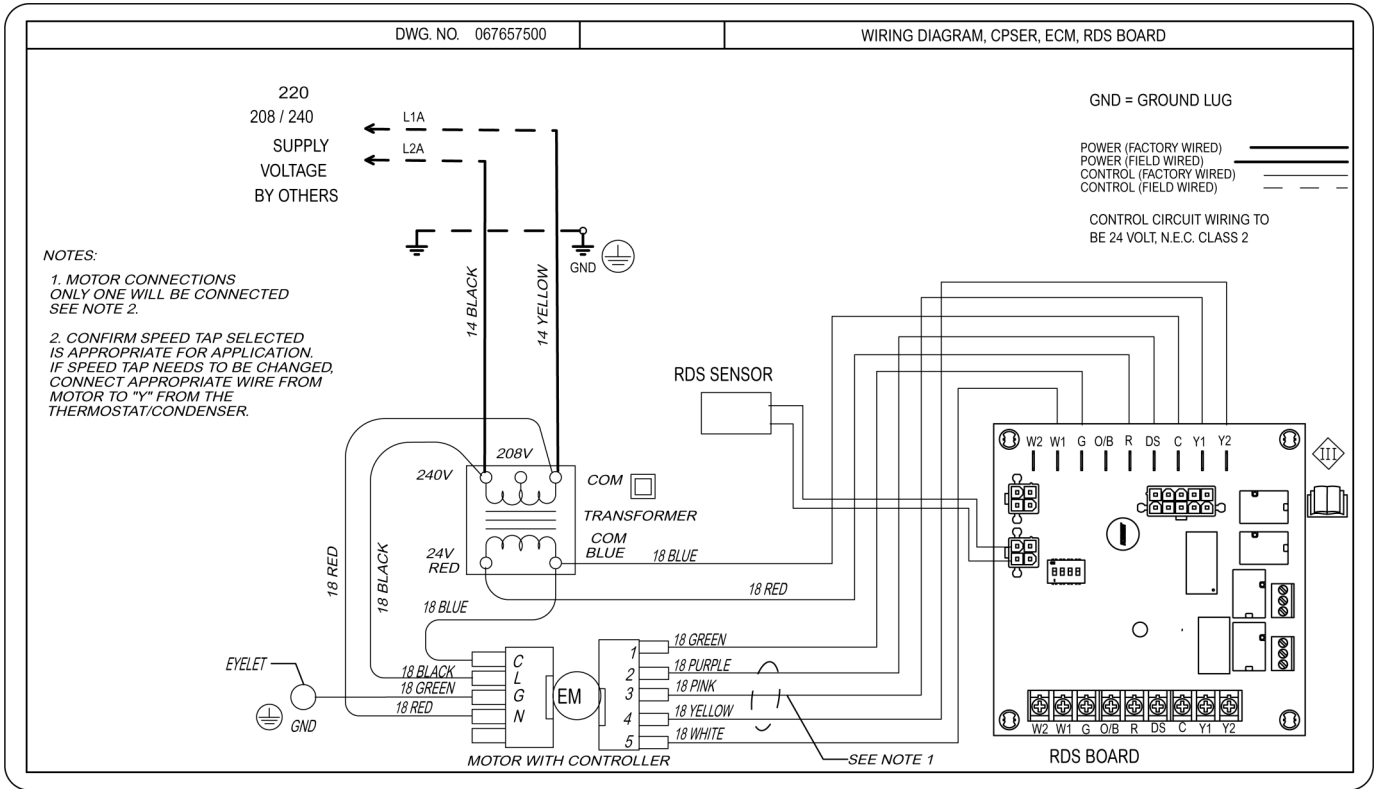 DWG. NO. 067657500
WIRING DIAGRAM, CPSER, ECM, RDS BOARD
220
208 / 240
SUPPLY
VOLTAGE
BY OTHERS
L1A
L2A
GND
14 BLACK
14 YELLOW
GND = GROUND LUG
POWER (FACTORY WIRED)
POWER (FIELD WIRED)
CONTROL (FACTORY WIRED)
CONTROL (FIELD WIRED)
CONTROL CIRCUIT WIRING TO
BE 24 VOLT, N.E.C. CLASS 2
NOTES:
1. MOTOR CONNECTIONS
ONLY ONE WILL BE CONNECTED
SEE NOTE 2.
2. CONFIRM SPEED TAP SELECTED
IS APPROPRIATE FOR APPLICATION.
IF SPEED TAP NEEDS TO BE CHANGED,
CONNECT APPROPRIATE WIRE FROM
MOTOR TO "Y" FROM THE
THERMOSTAT/CONDENSER.
RDS SENSOR
240V
208V
COM
TRANSFORMER
COM
BLUE
24V
RED
18 RED
18 BLACK
18 BLUE
18 RED
18 BLUE
EYELET
GND
18 BLACK
18 GREEN
18 RED
C
L
G
N
EM
1
2
3
4
5
18 GREEN
18 PURPLE
18 PINK
18 YELLOW
18 WHITE
MOTOR WITH CONTROLLER
SEE NOTE 1
W2 W1 G O/B R DS C Y1 Y2
III
W2 W1 G O/B R DS C Y1 Y2
RDS BOARD